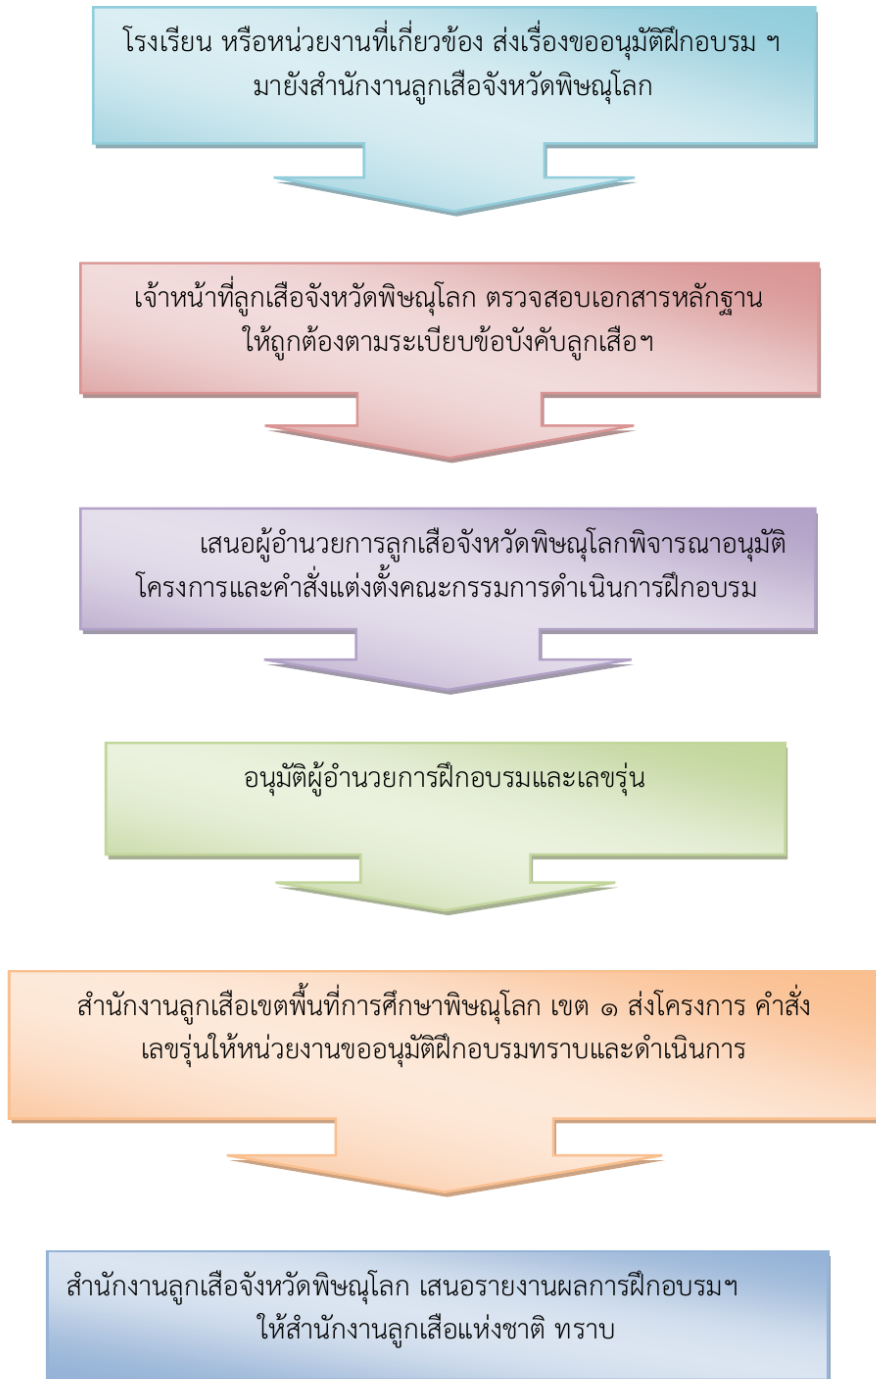 โรงเรียน หรือหน่วยงานที่เกี่ยวข้อง ส่งเรื่องขออนุมัติฝึกอบรม ฯ
มายังสำนักงานลูกเสือจังหวัดพิษณุโลก
เจ้าหน้าที่ลูกเสือจังหวัดพิษณุโลก ตรวจสอบเอกสารหลักฐาน
ให้ถูกต้องตามระเบียบข้อบังคับลูกเสือฯ
เสนอผู้อำนวยการลูกเสือจังหวัดพิษณุโลกพิจารณาอนุมัติ
โครงการและคำสั่งแต่งตั้งคณะกรรมการดำเนินการฝึกอบรม
อนุมัติผู้อำนวยการฝึกอบรมและเลขรุ่น
สำนักงานลูกเสือเขตพื้นที่การศึกษาพิษณุโลก เขต ๑ ส่งโครงการ คำสั่ง
เลขรุ่นให้หน่วยงานขออนุมัติฝึกอบรมทราบและดำเนินการ
สำนักงานลูกเสือจังหวัดพิษณุโลก เสนอรายงานผลการฝึกอบรมฯ
ให้สำนักงานลูกเสือแห่งชาติ ทราบ